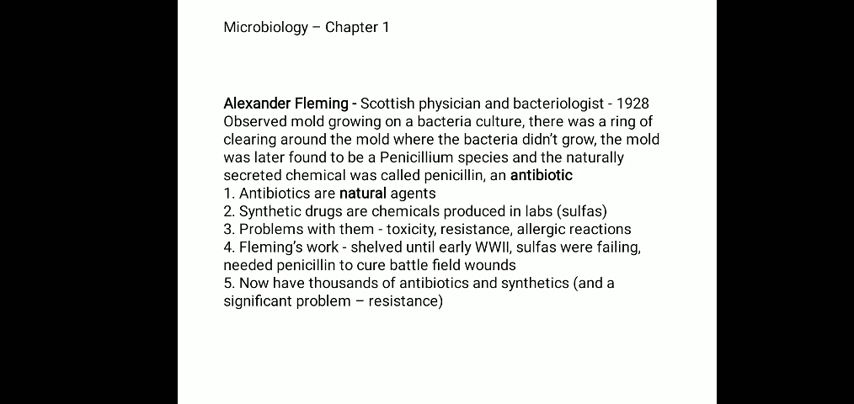 Microbiology – Chapter 1
Alexander Fleming - Scottish physician and bacteriologist - 1928
Observed mold growing on a bacteria culture, there was a ring of
clearing around the mold where the bacteria didn't grow, the mold
was later found to be a Penicillium species and the naturally
secreted chemical was called penicillin, an antibiotic
1. Antibiotics are natural agents
2. Synthetic drugs are chemicals produced in labs (sulfas)
3. Problems with them - toxicity, resistance, allergic reactions
4. Fleming's work - shelved until early WWII, sulfas were failing,
needed penicillin to cure battle field wounds
5. Now have thousands of antibiotics and synthetics (and a
significant problem – resistance)